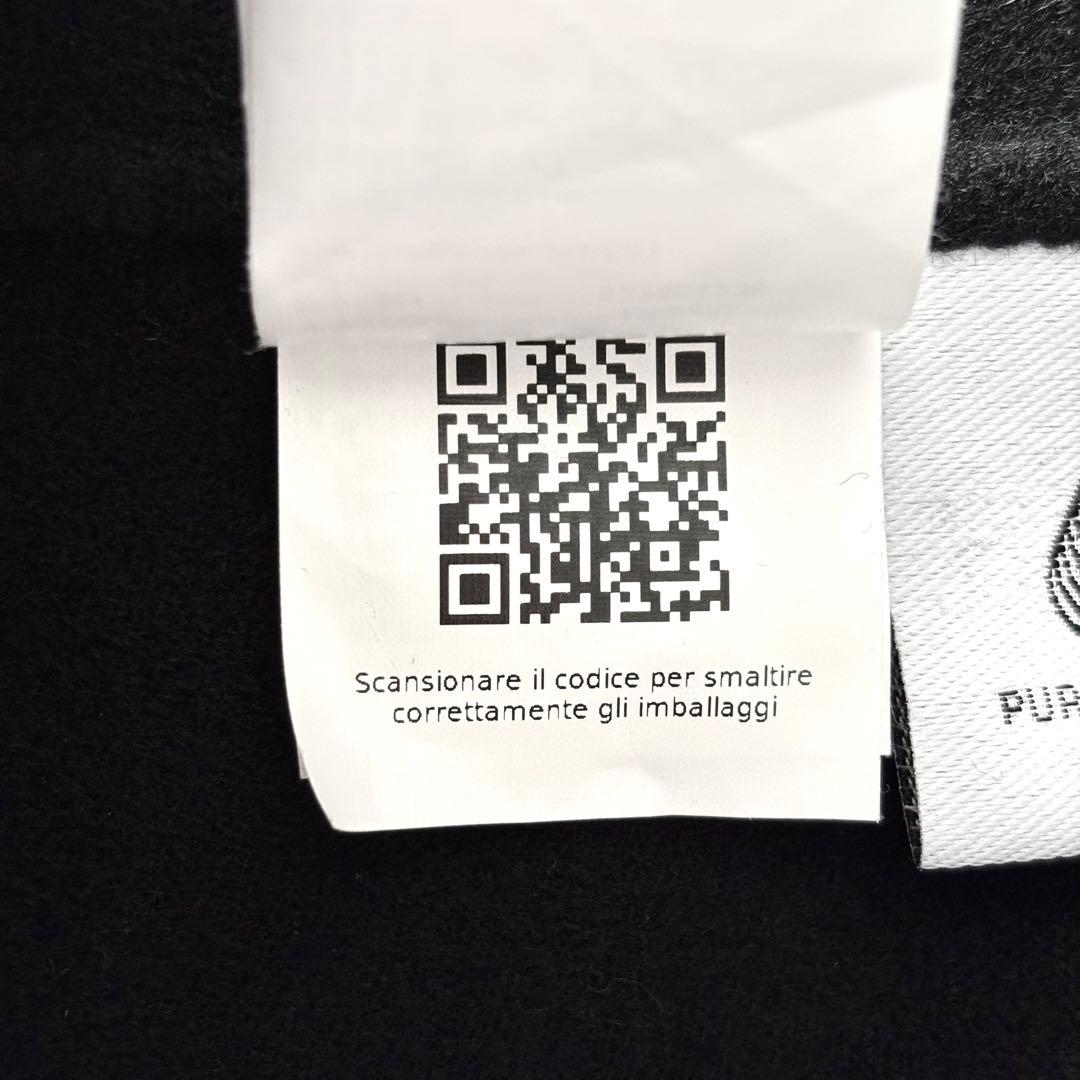 Scansionare il codice per smaltire
correttamente gli imballaggi